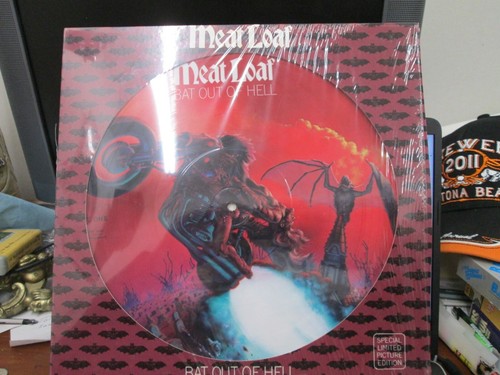 Meat Loaf
Meat Loaf
BAT OUT OF HELL
2011
SPECIAL
LIMITED
PICTURE
EDITION
BAT OUT OF HELL